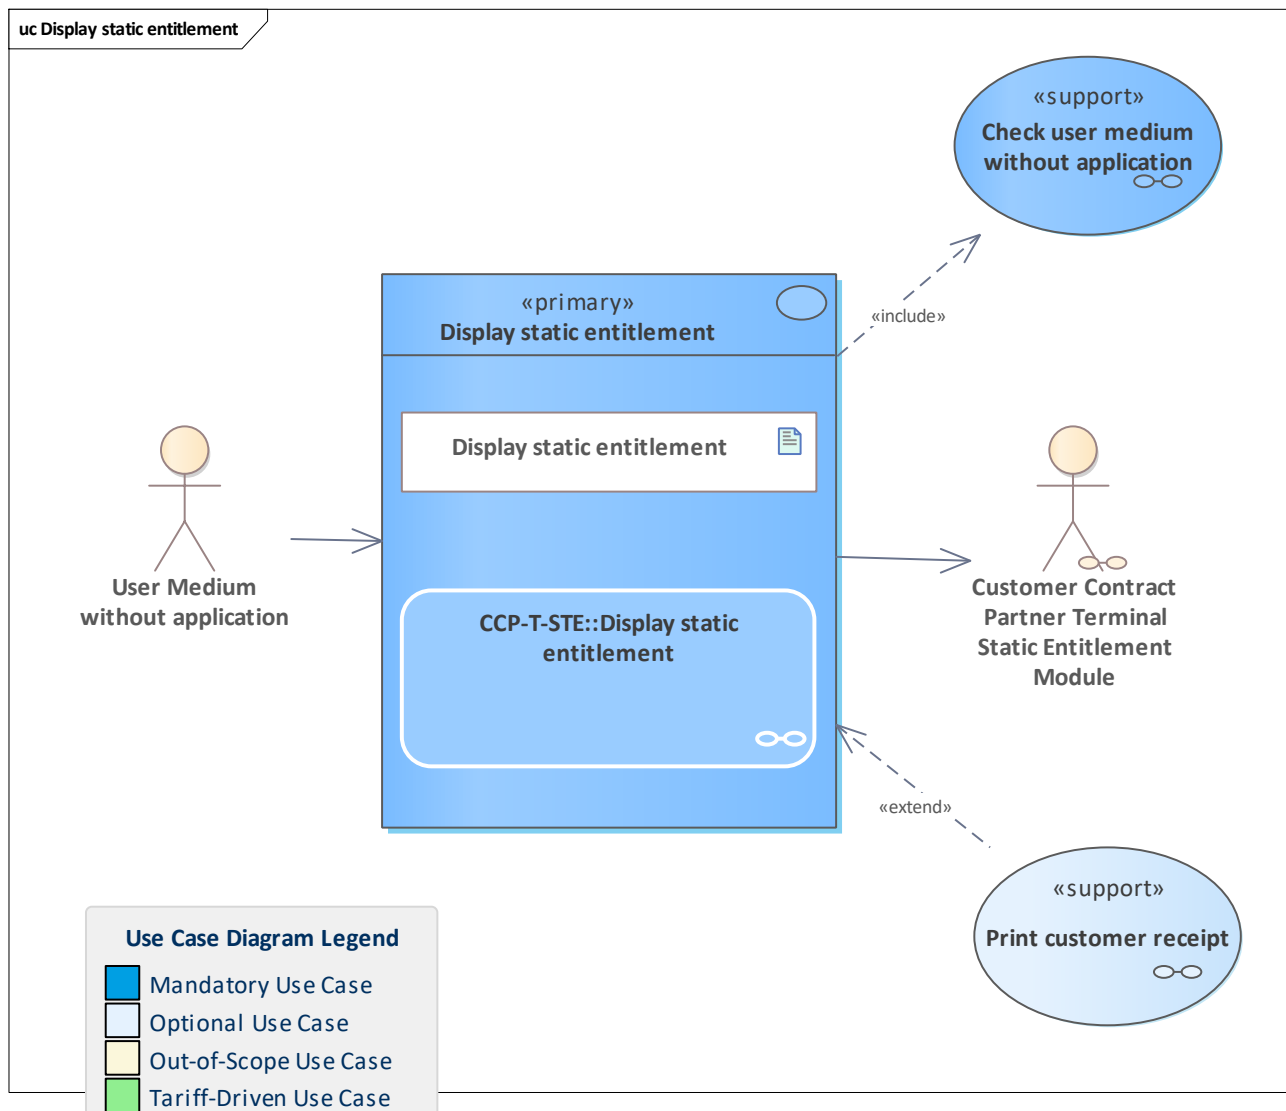 uc Display static entitlement
«support»
Check user medium
without application
«include»
«primary»
Display static entitlement
Display static entitlement
CCP-T-STE::Display static
entitlement
User Medium
without application
Customer Contract
Partner Terminal
Static Entitlement
Module
«extend»
«support»
Print customer receipt
Use Case Diagram Legend
Mandatory Use Case
Optional Use Case
Out-of-Scope Use Case
Tariff-Driven Use Case